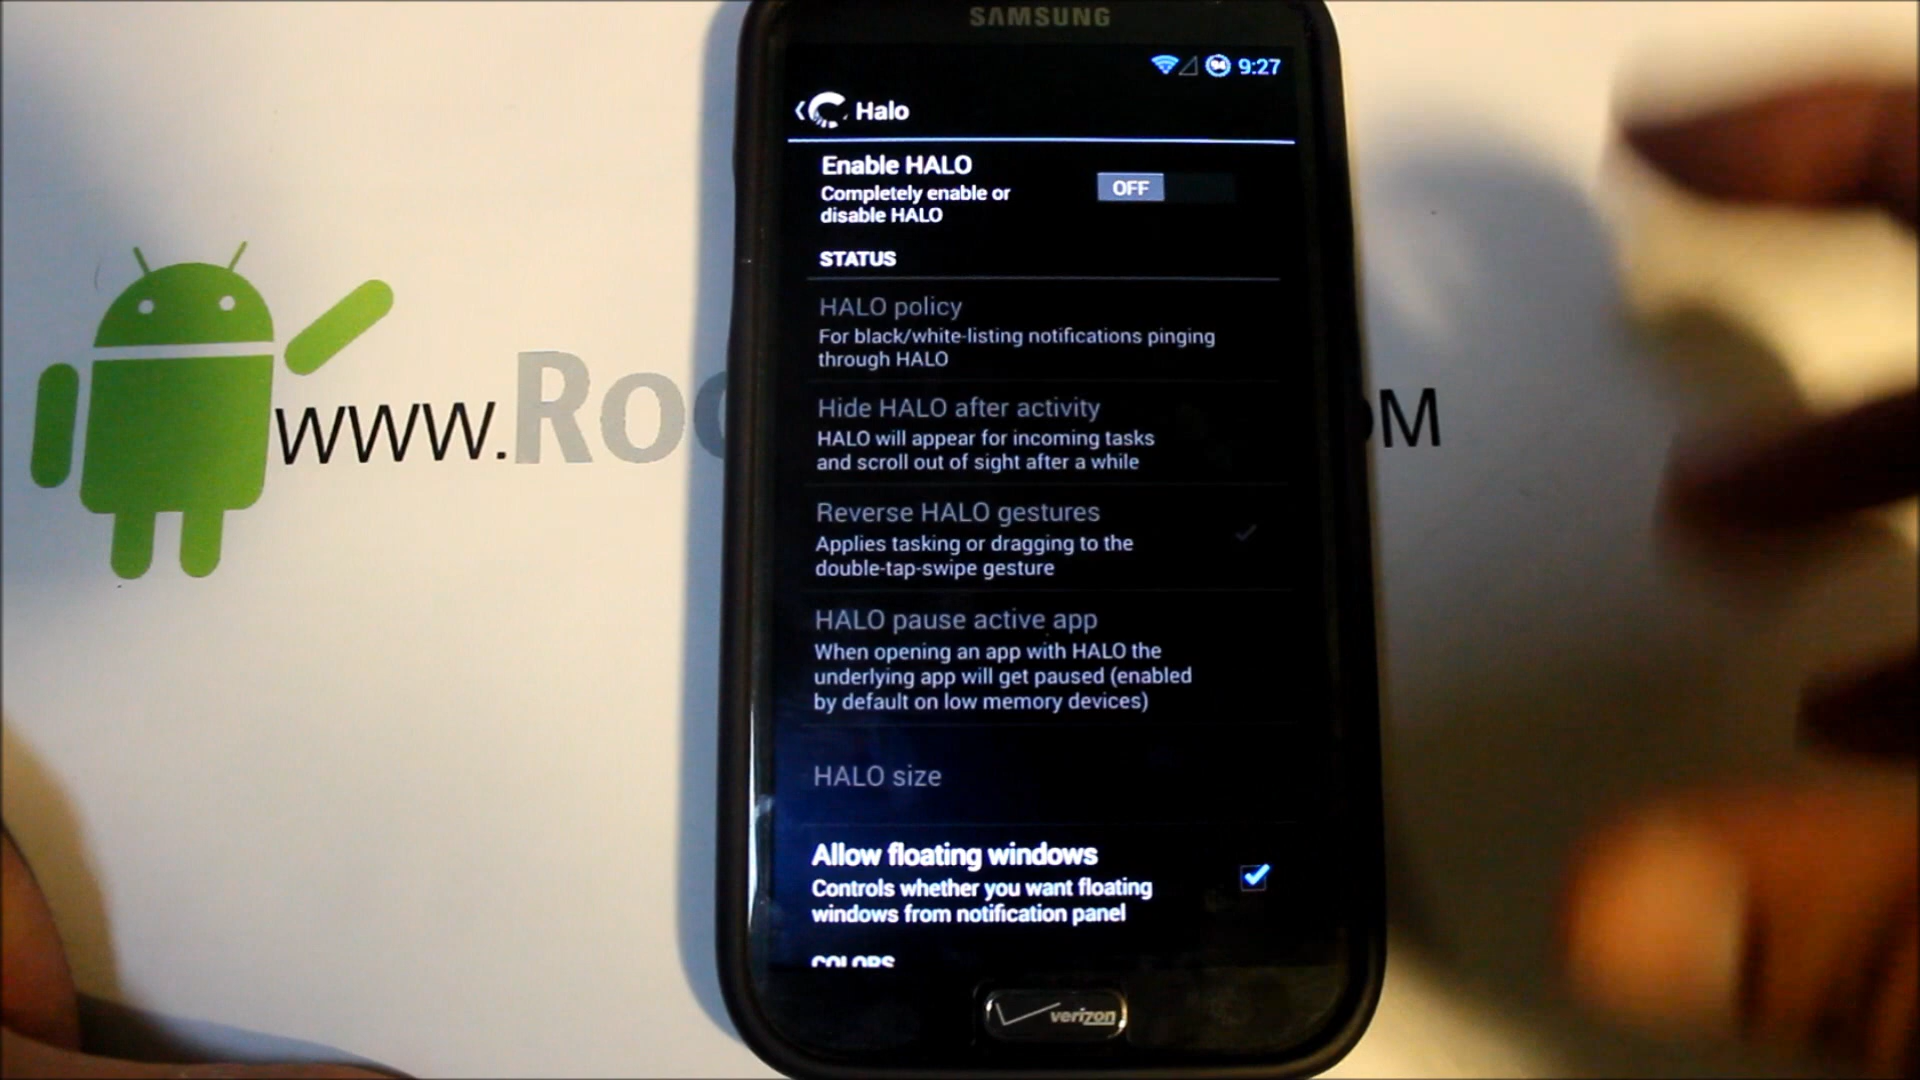 SAMSUNG
94 9:27
Halo
Enable HALO
Completely enable or
disable HALO
OFF
STATUS
HALO policy
For black/white-listing notifications pinging
through HALO
Hide HALO after activity
HALO will appear for incoming tasks
and scroll out of sight after a while
Reverse HALO gestures
Applies tasking or dragging to the
double-tap-swipe gesture
HALO pause active app
When opening an app with HALO the
underlying app will get paused (enabled
by default on low memory devices)
HALO size
Allow floating windows
Controls whether you want floating
windows from notification panel
COLORS
verizon
www.Ro